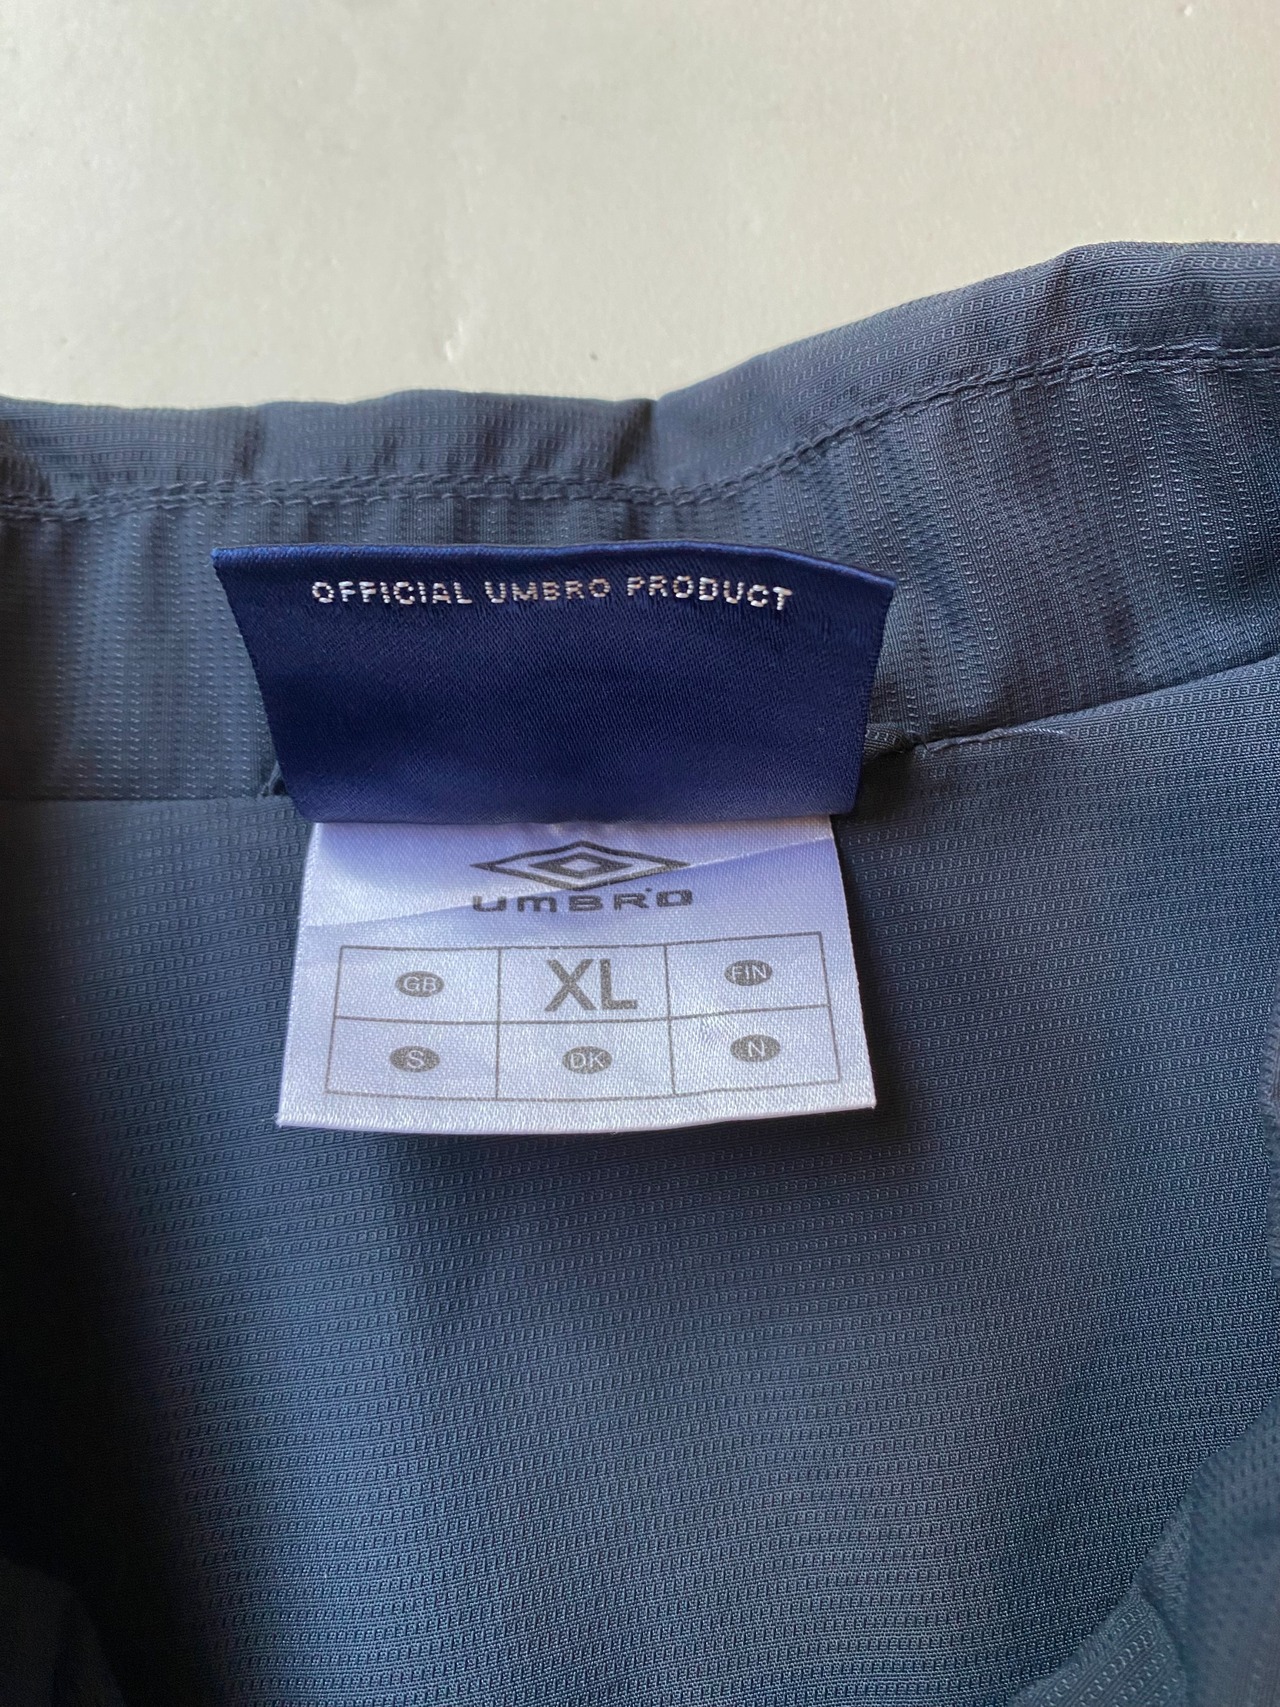 OFFICIAL UMBRO PRODUCT
UMBRO
GB XL FIN
S DK N